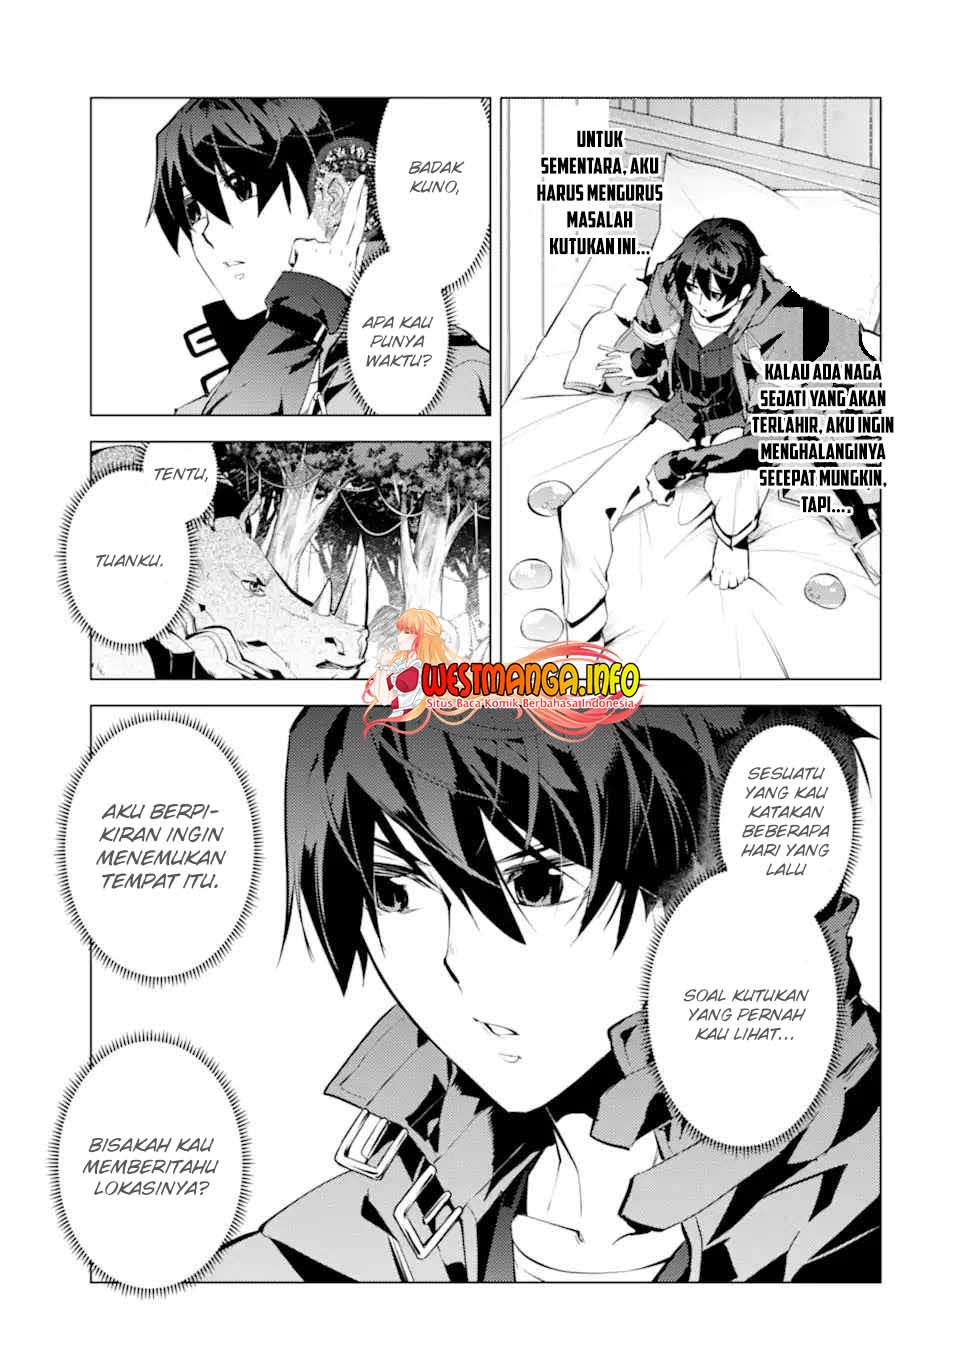 UNTUK
SEMENTARA, AKU
HARUS MENGURUS
MASALAH
KUTUKAN INI...
KALAU ADA NAGA
SEJATI YANG AKAN
TERLAHIR, AKU INGIN
MENGHALANGINYA
SECEPAT MUNGKIN,
TAPI....,
BADAK
KUNO,
APA KAU
PUNYA
WAKTU?
TENTU,
TUANKU.
WESTMANGA.INFO
Situs Baca Komik Berbahasa Indonesia
SESUATU
YANG KAU
KATAKAN
BEBERAPA
HARI YANG
LALU
SOAL KUTUKAN
YANG PERNAH
KAU LIHAT...
AKU BERPI-
KIRAN INGIN
MENEMUKAN
TEMPAT ITU.
BISAKAH KAU
MEMBERITAHU
LOKASINYA?